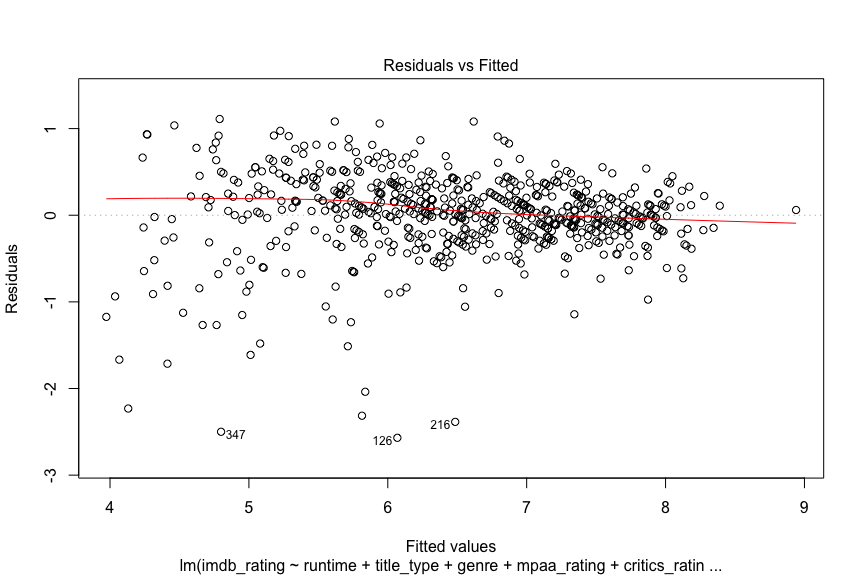 Residuals vs Fitted
Residuals
1
0
-1
-2
-3
347
126
216
4 5 6 7 8 9
Fitted values
lm(imdb_rating ~ runtime + title_type + genre + mpaa_rating + critics_ratin ...